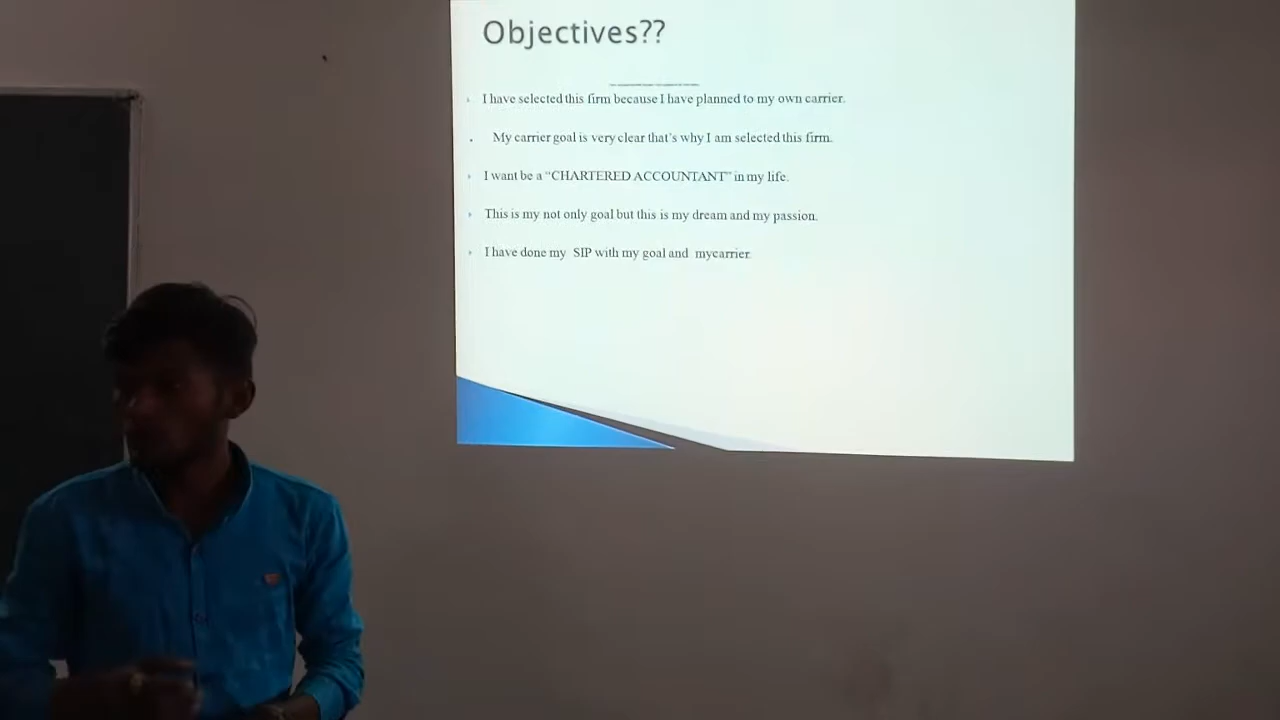 Objectives??
I have selected this firm because I have planned to my own carrier.
My carrier goal is very clear that's why I am selected this firm.
I want be a "CHARTERED ACCOUNTANT" in my life.
This is my not only goal but this is my dream and my passion.
I have done my SIP with my goal and mycarrier.